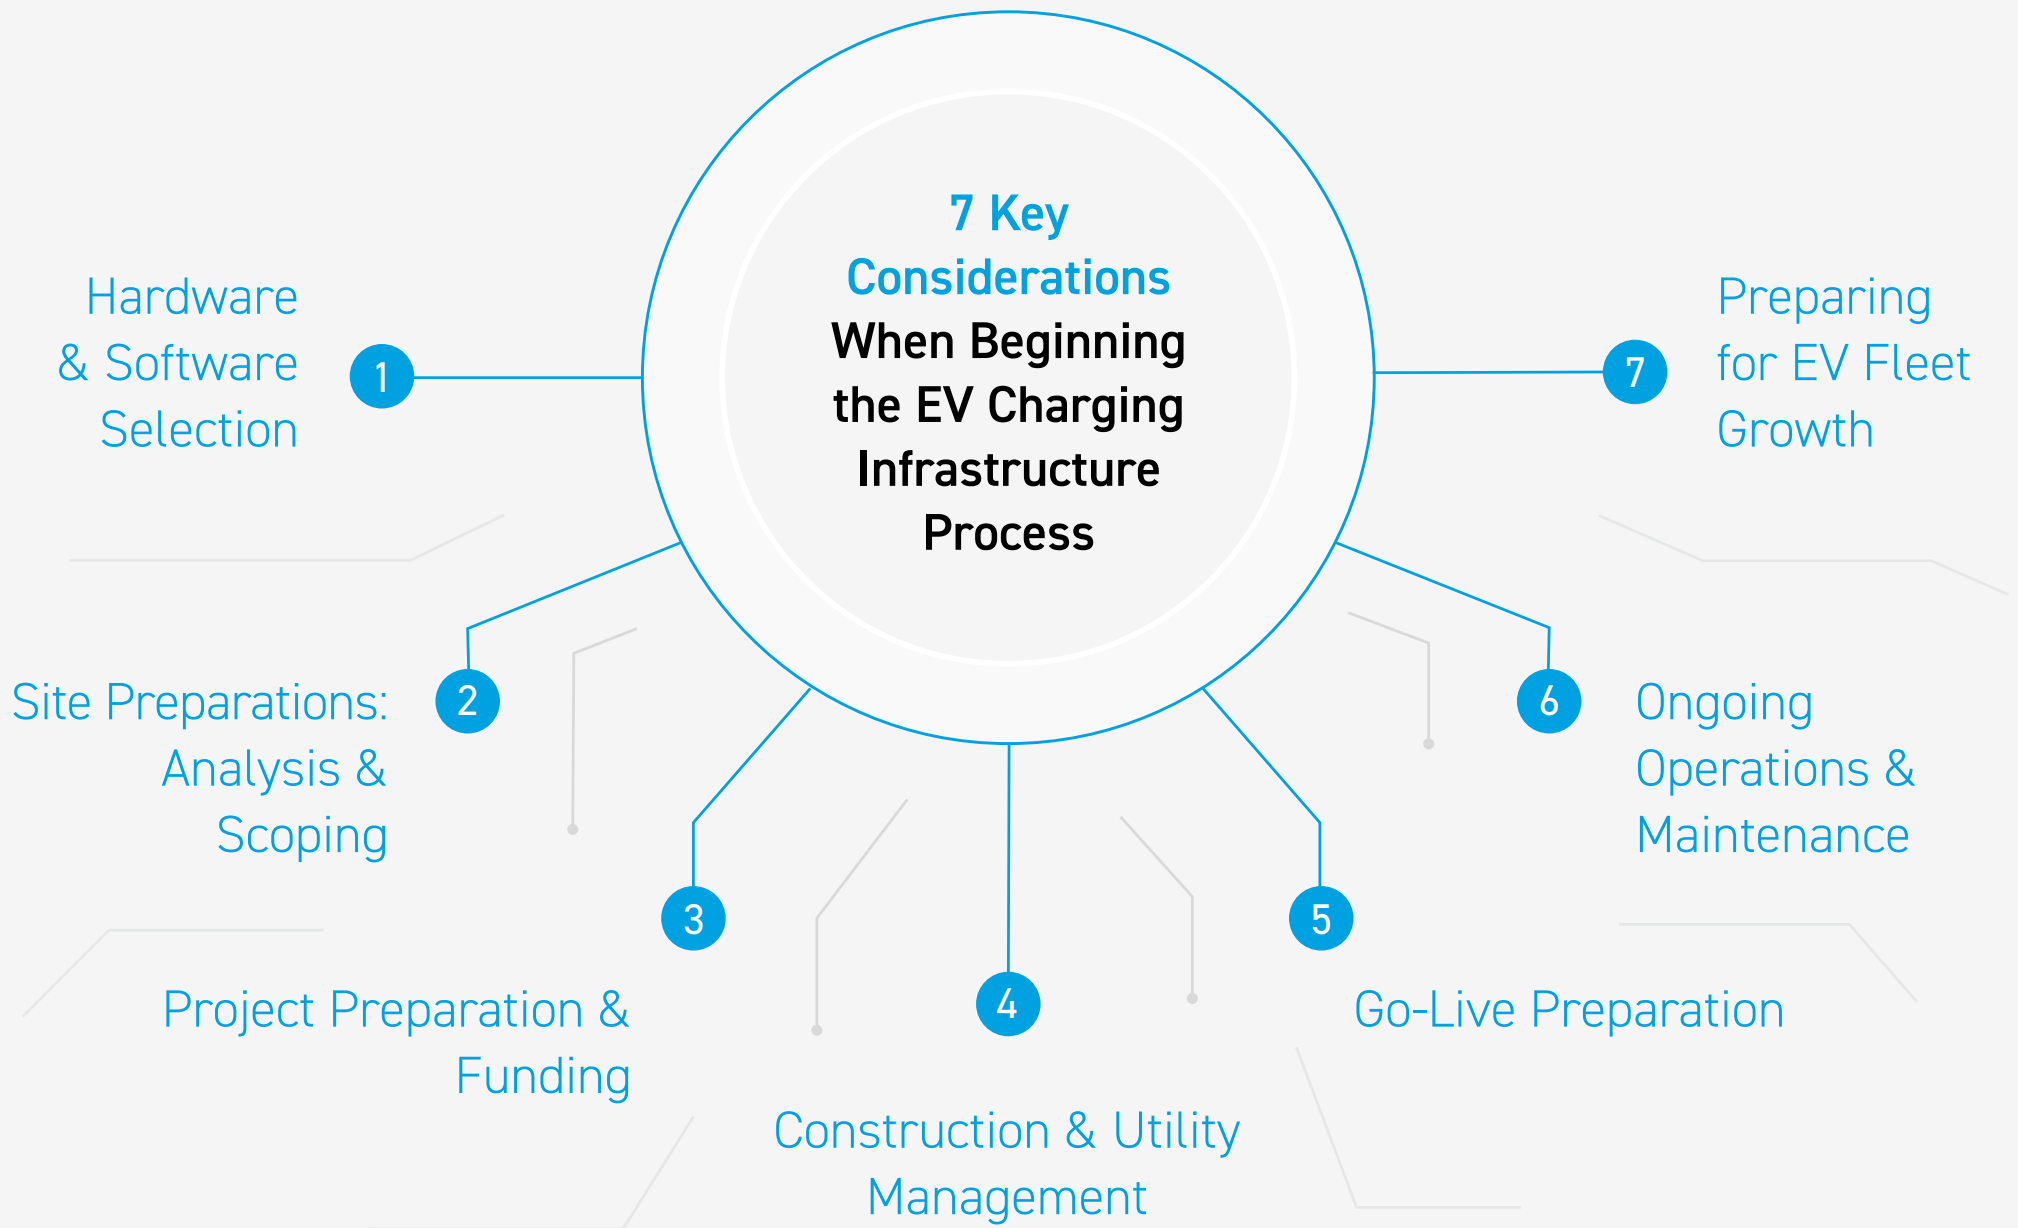 7 Key
Considerations
When Beginning
the EV Charging
Infrastructure
Process
Hardware
& Software
Selection
1
Site Preparations:
Analysis &
Scoping
2
3
Project Preparation &
Funding
4
Construction & Utility
Management
5
Go-Live Preparation
6
Ongoing
Operations &
Maintenance
7
Preparing
for EV Fleet
Growth